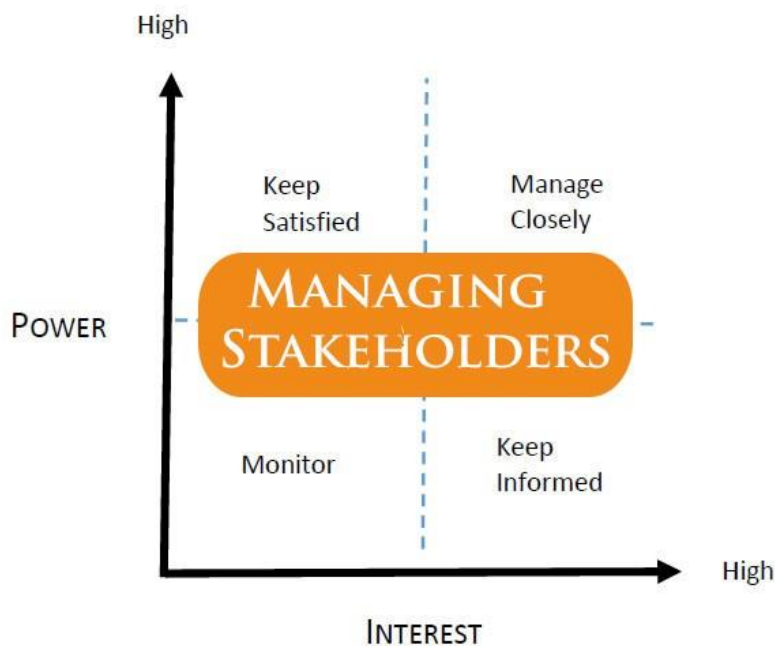 High
Keep
Satisfied
Manage
Closely
MANAGING
STAKEHOLDERS
POWER
Monitor
Keep
Informed
High
INTEREST